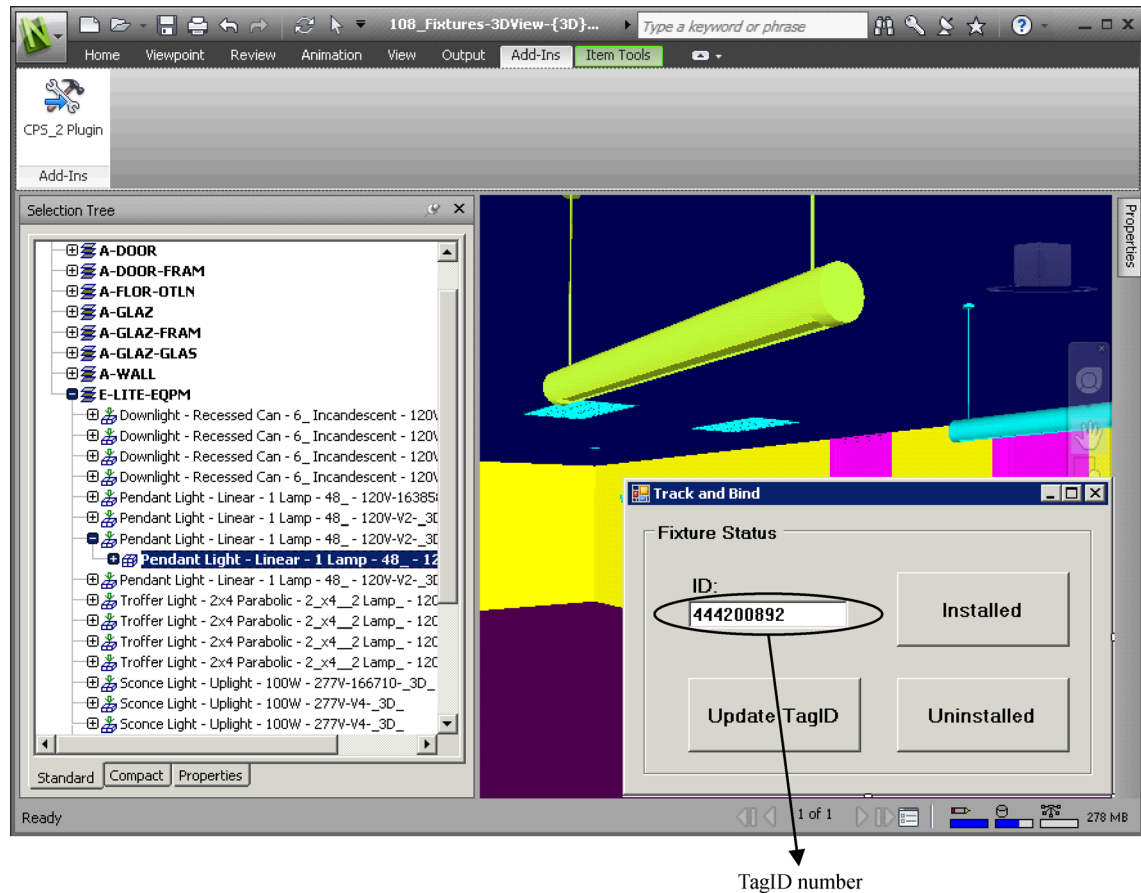 108_Fixtures-3DView-{3D}...
Type a keyword or phrase
Home Viewpoint Review Animation View Output Add-Ins Item Tools
CPS_2 Plugin
Add-Ins
Selection Tree
Properties
A-DOOR
A-DOOR-FRAM
A-FLOR-OTLN
A-GLAZ
A-GLAZ-FRAM
A-GLAZ-GLAS
A-WALL
E-LITE-EQPM
Downlight - Recessed Can - 6_ Incandescent - 120V
Downlight - Recessed Can - 6_ Incandescent - 120V
Downlight - Recessed Can - 6_ Incandescent - 120V
Downlight - Recessed Can - 6_ Incandescent - 120V
Pendant Light - Linear - 1 Lamp - 48_ - 120V-16385
Pendant Light - Linear - 1 Lamp - 48_ - 120V-V2-_3D
Pendant Light - Linear - 1 Lamp - 48_ - 120V-V2-_3D
Pendant Light - Linear - 1 Lamp - 48_ - 12
Pendant Light - Linear - 1 Lamp - 48_ - 120V-V2-_3D
Troffer Light - 2x4 Parabolic - 2_x4__2 Lamp_ - 120
Troffer Light - 2x4 Parabolic - 2_x4__2 Lamp_ - 120
Troffer Light - 2x4 Parabolic - 2_x4__2 Lamp_ - 120
Troffer Light - 2x4 Parabolic - 2_x4__2 Lamp_ - 120
Sconce Light - Uplight - 100W - 277V-166710-_3D_
Sconce Light - Uplight - 100W - 277V-V4-_3D_
Sconce Light - Uplight - 100W - 277V-V4-_3D_
Standard Compact Properties
Track and Bind
Fixture Status
ID:
444200892
Installed
Update TagID
Uninstalled
Ready
1 of 1
278 MB
TagID number